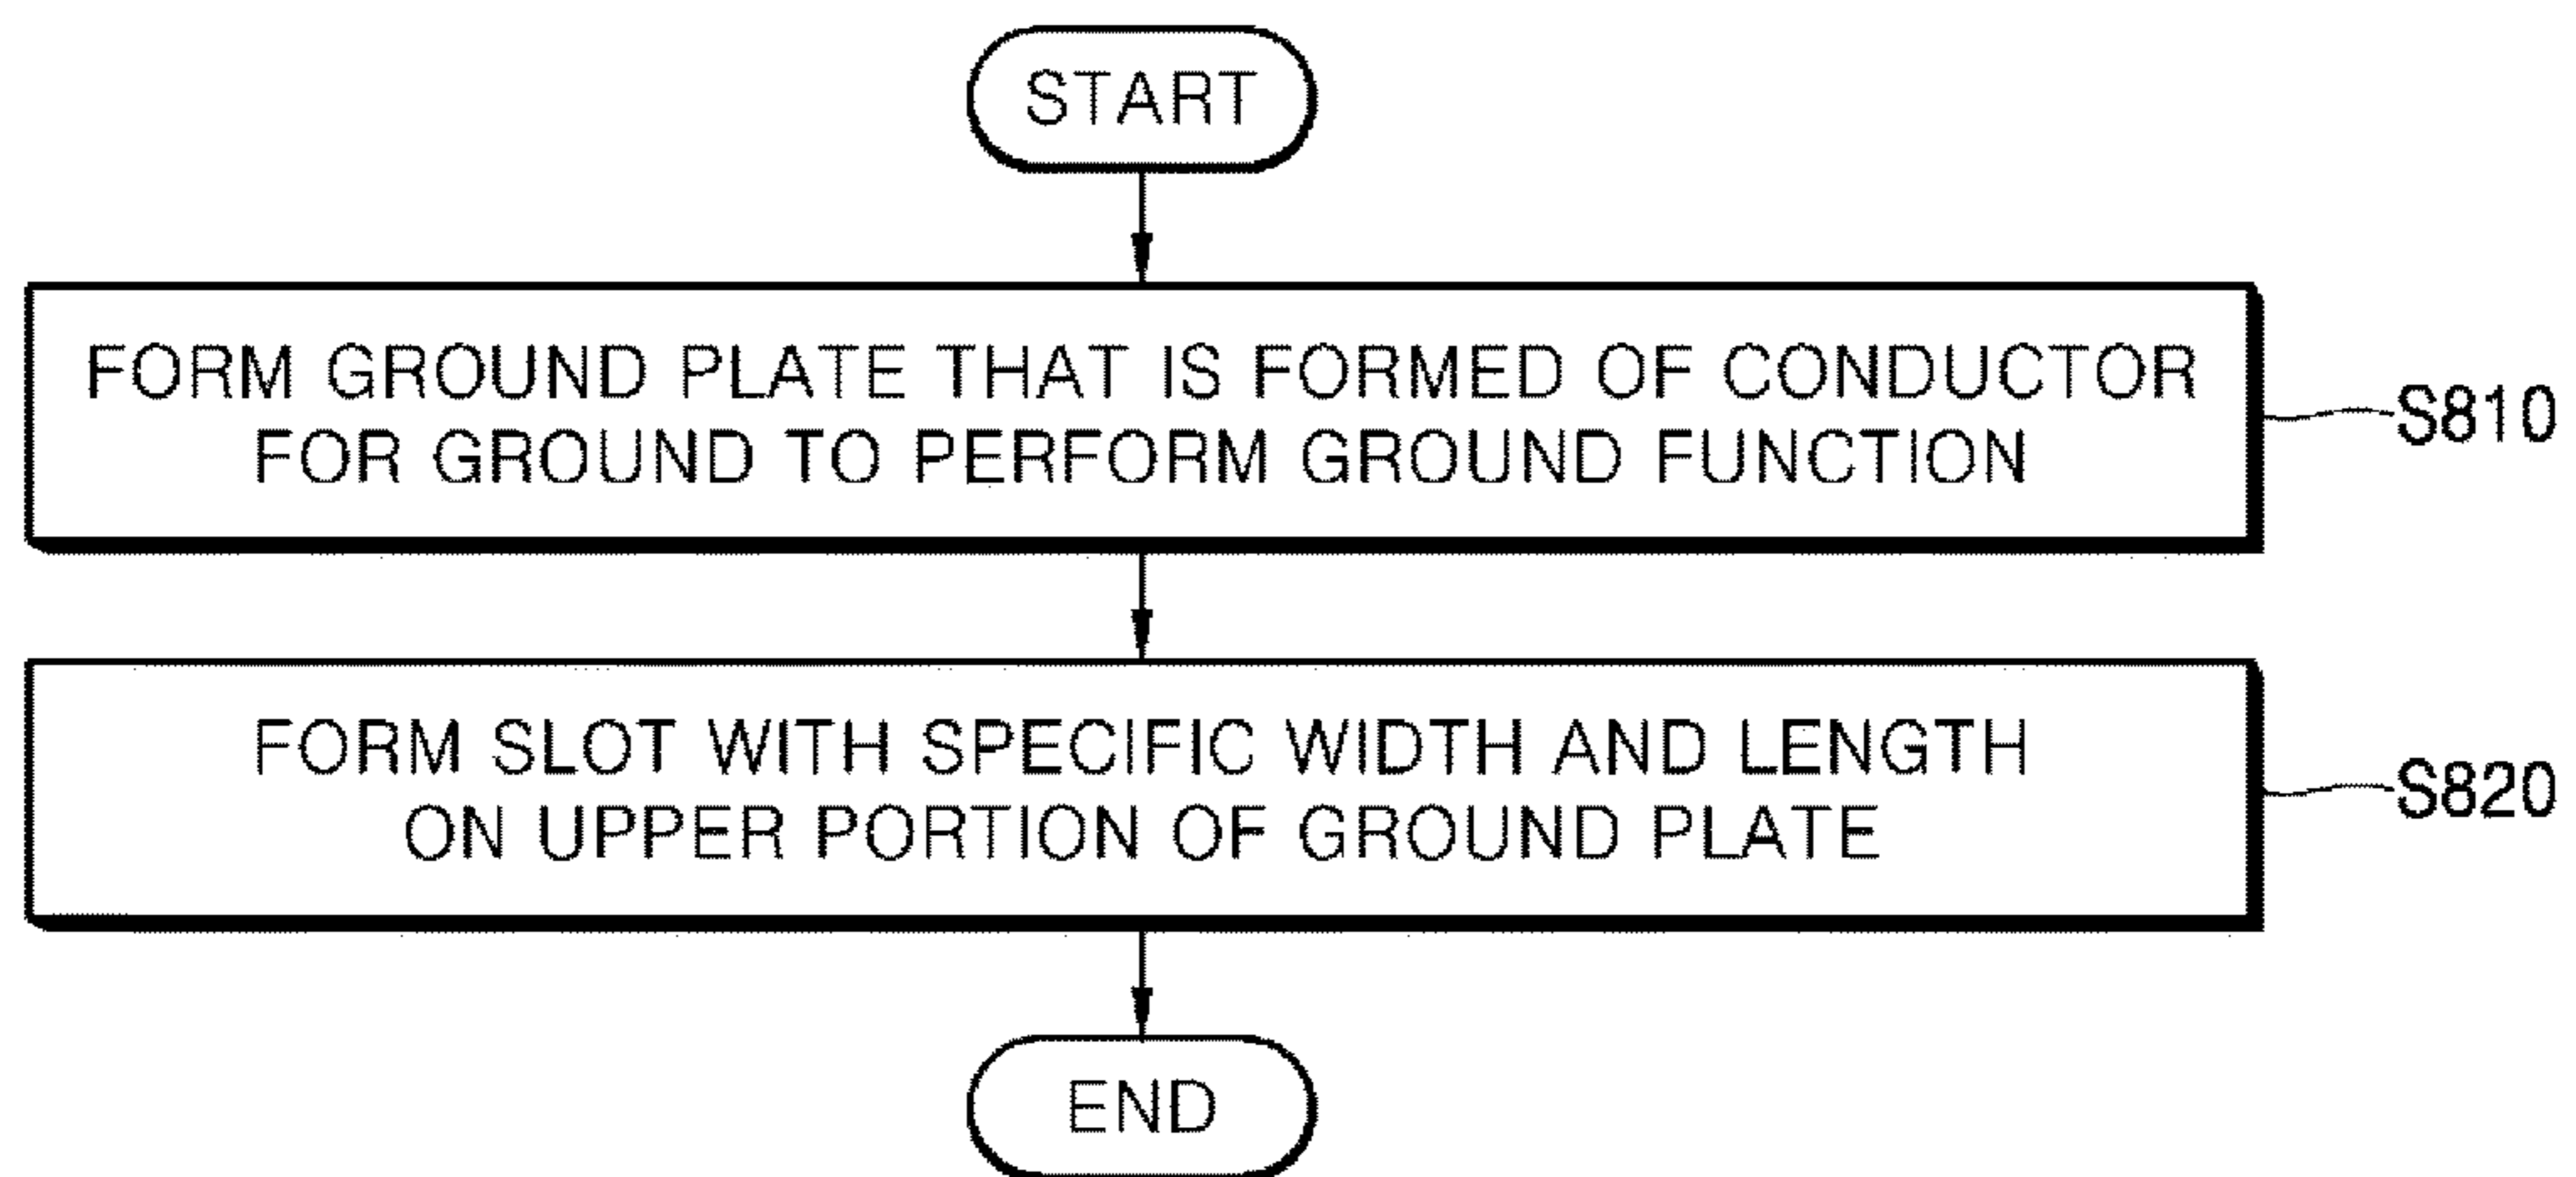 START
FORM GROUND PLATE THAT IS FORMED OF CONDUCTOR
FOR GROUND TO PERFORM GROUND FUNCTION
S810
FORM SLOT WITH SPECIFIC WIDTH AND LENGTH
ON UPPER PORTION OF GROUND PLATE
S820
END